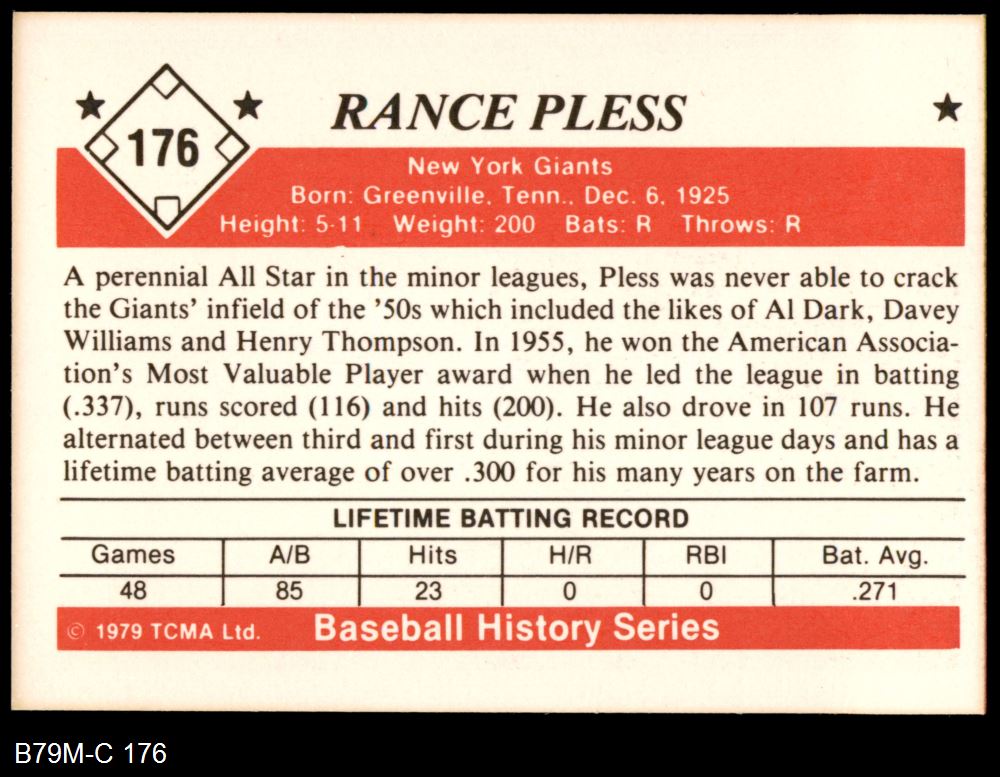 176
RANCE PLESS
New York Giants
Born: Greenville, Tenn., Dec. 6, 1925
Height: 5-11 Weight: 200 Bats: R Throws: R
A perennial All Star in the minor leagues, Pless was never able to crack
the Giants' infield of the '50s which included the likes of Al Dark, Davey
Williams and Henry Thompson. In 1955, he won the American Associa-
tion's Most Valuable Player award when he led the league in batting
(.337), runs scored (116) and hits (200). He also drove in 107 runs. He
alternated between third and first during his minor league days and has a
lifetime batting average of over .300 for his many years on the farm.
LIFETIME BATTING RECORD
Games A/B Hits H/R RBI Bat. Avg.
48 85 23 0 0 .271
© 1979 TCMA Ltd. Baseball History Series
B79M-C 176